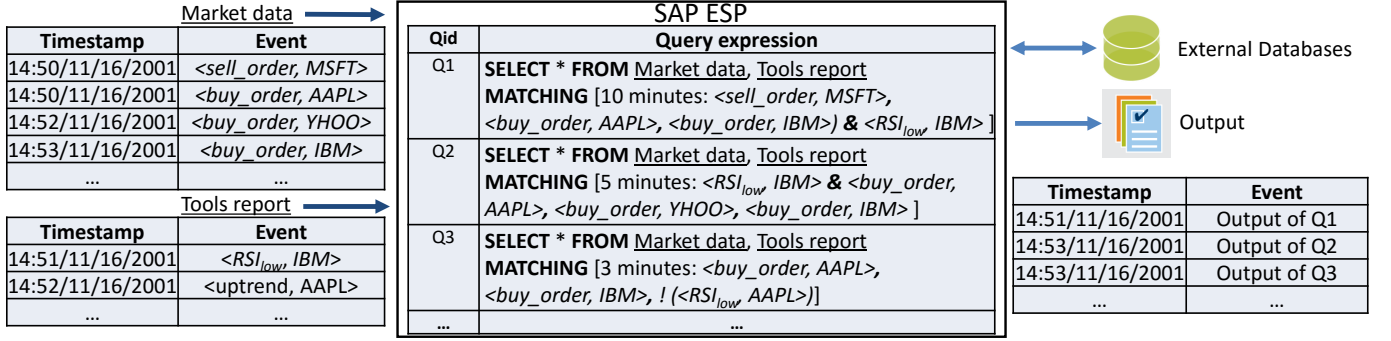 Market data
Timestamp Event
14:50/11/16/2001 <sell_order, MSFT>
14:50/11/16/2001 <buy_order, AAPL>
14:52/11/16/2001 <buy_order, YHOO>
14:53/11/16/2001 <buy_order, IBM>
... ...
Tools report
Timestamp Event
14:51/11/16/2001 <RSIlow, IBM>
14:52/11/16/2001 <uptrend, AAPL>
... ...
SAP ESP
Qid Query expression
Q1 SELECT * FROM Market data, Tools report
MATCHING [10 minutes: <sell_order, MSFT>,
<buy_order, AAPL>, <buy_order, IBM>) & <RSIlow, IBM> ]
Q2 SELECT * FROM Market data, Tools report
MATCHING [5 minutes: <RSIlow, IBM> & <buy_order,
AAPL>, <buy_order, YHOO>, <buy_order, IBM> ]
Q3 SELECT * FROM Market data, Tools report
MATCHING [3 minutes: <buy_order, AAPL>,
<buy_order, IBM>, ! (<RSIlow, AAPL>)]
... ...
External Databases
Output
Timestamp Event
14:51/11/16/2001 Output of Q1
14:53/11/16/2001 Output of Q2
14:53/11/16/2001 Output of Q3
... ...